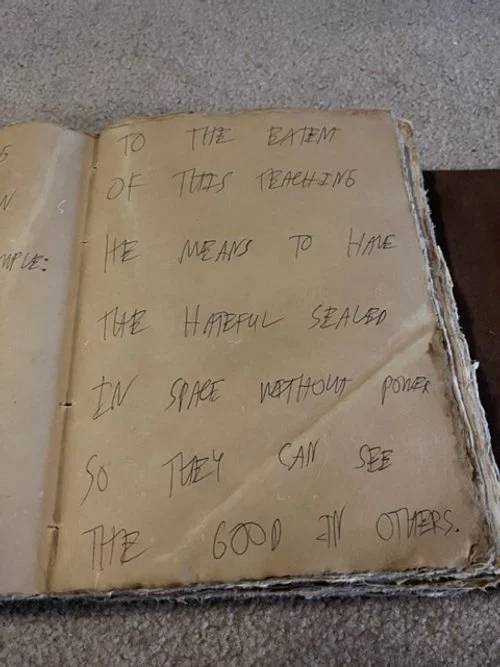 MPLE:
TO THE
OF THIS TEACHING
HE MEANS TO HAVE
THE HATEFUL SEALED
IN SPACE WITHOUT POWER
SO THEY CAN SEE
THE GOOD IN OTHERS.